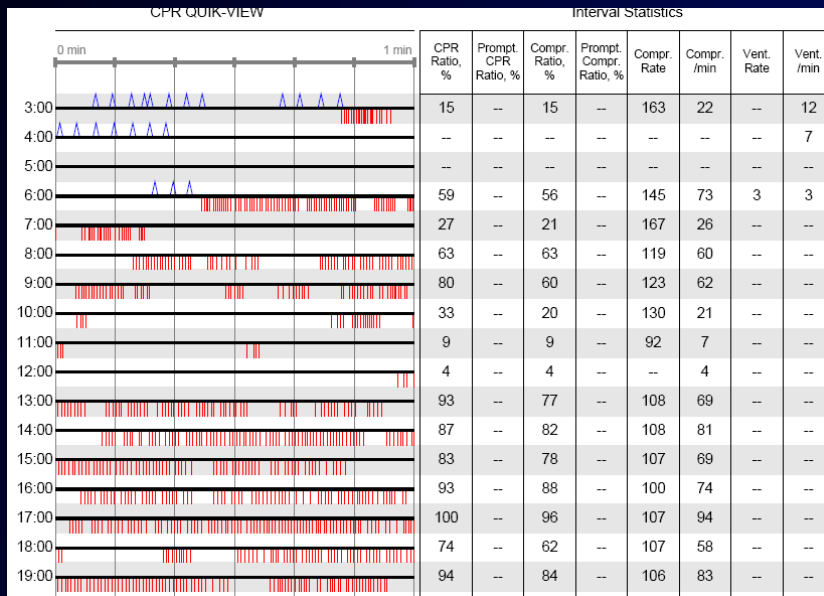 CPR QUIK-VIEW
Interval Statistics
0 min 1 min
CPR Ratio, % Prompt. CPR Ratio, % Compr. Ratio, % Prompt. Compr. Ratio, % Compr. Rate Compr. /min Vent. Rate Vent. /min
3:00 15 -- 15 -- 163 22 -- 12
4:00 -- -- -- -- -- -- -- 7
5:00 -- -- -- -- -- -- -- --
6:00 59 -- 56 -- 145 73 3 3
7:00 27 -- 21 -- 167 26 -- --
8:00 63 -- 63 -- 119 60 -- --
9:00 80 -- 60 -- 123 62 -- --
10:00 33 -- 20 -- 130 21 -- --
11:00 9 -- 9 -- 92 7 -- --
12:00 4 -- 4 -- -- 4 -- --
13:00 93 -- 77 -- 108 69 -- --
14:00 87 -- 82 -- 108 81 -- --
15:00 83 -- 78 -- 107 69 -- --
16:00 93 -- 88 -- 100 74 -- --
17:00 100 -- 96 -- 107 94 -- --
18:00 74 -- 62 -- 107 58 -- --
19:00 94 -- 84 -- 106 83 -- --